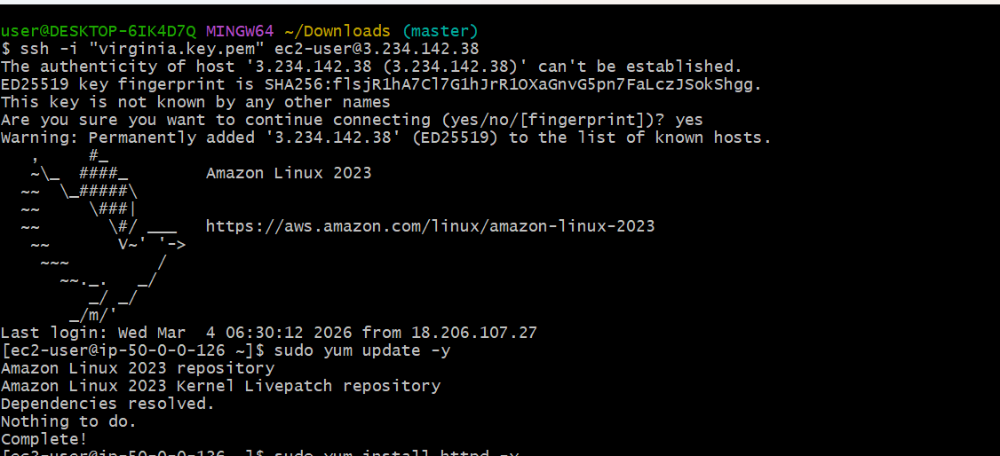 user@DESKTOP-6IK4D7Q MINGW64 ~/Downloads (master)
$ ssh -i "virginia.key.pem" ec2-user@3.234.142.38
The authenticity of host '3.234.142.38 (3.234.142.38)' can't be established.
ED25519 key fingerprint is SHA256:flsjR1hA7Cl7G1hJrR1OXaGnvG5pn7FaLczJSokShgg.
This key is not known by any other names
Are you sure you want to continue connecting (yes/no/[fingerprint])? yes
Warning: Permanently added '3.234.142.38' (ED25519) to the list of known hosts.
   ,     #_
   ~\_  ####_        Amazon Linux 2023
  ~~  \_#####\
  ~~     \###|
  ~~       \#/ ___   https://aws.amazon.com/linux/amazon-linux-2023
   ~~       V~' '->
    ~~~         /
      ~~._.   _/
         _/ _/
       _/m/'
Last login: Wed Mar  4 06:30:12 2026 from 18.206.107.27
[ec2-user@ip-50-0-0-126 ~]$ sudo yum update -y
Amazon Linux 2023 repository
Amazon Linux 2023 Kernel Livepatch repository
Dependencies resolved.
Nothing to do.
Complete!
[ec2-user@ip-50-0-0-126 ~]$ sudo yum install httpd -y